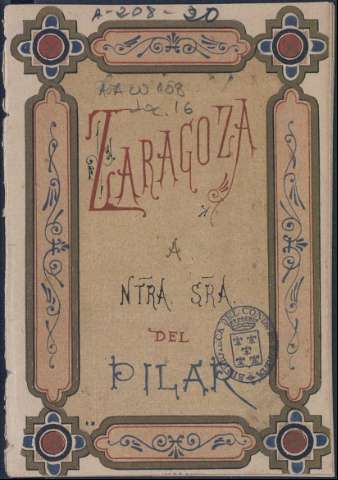 A-208-30
ZARAGOZA
A
NTRA SRA
DEL
PILAR